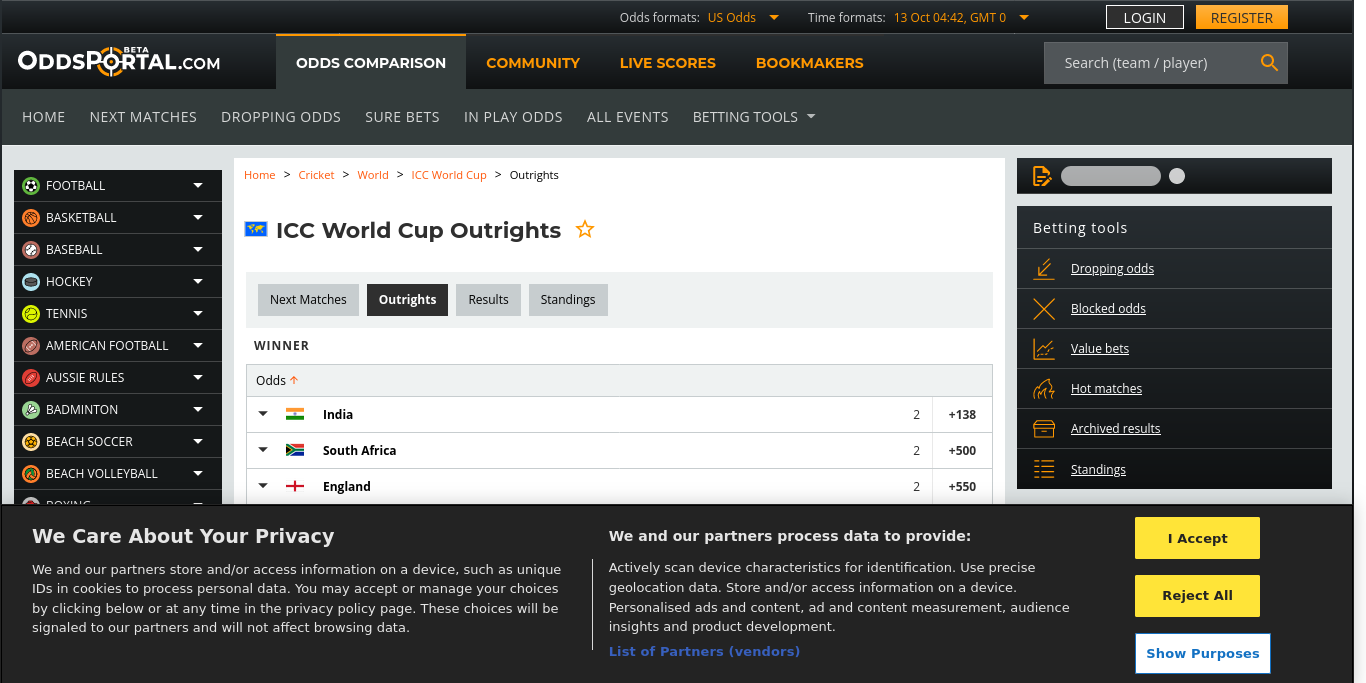 Odds formats: US Odds
Time formats: 13 Oct 04:42, GMT 0
LOGIN
REGISTER
ODDSPORTAL.COM
BETA
ODDS COMPARISON
COMMUNITY
LIVE SCORES
BOOKMAKERS
Search (team / player)
HOME
NEXT MATCHES
DROPPING ODDS
SURE BETS
IN PLAY ODDS
ALL EVENTS
BETTING TOOLS
FOOTBALL
BASKETBALL
BASEBALL
HOCKEY
TENNIS
AMERICAN FOOTBALL
AUSSIE RULES
BADMINTON
BEACH SOCCER
BEACH VOLLEYBALL
BOXING
Home > Cricket > World > ICC World Cup > Outrights
ICC World Cup Outrights
Next Matches
Outrights
Results
Standings
WINNER
Odds
India 2 +138
South Africa 2 +500
England 2 +550
Betting tools
Dropping odds
Blocked odds
Value bets
Hot matches
Archived results
Standings
We Care About Your Privacy
We and our partners store and/or access information on a device, such as unique
IDs in cookies to process personal data. You may accept or manage your choices
by clicking below or at any time in the privacy policy page. These choices will be
signaled to our partners and will not affect browsing data.
We and our partners process data to provide:
Actively scan device characteristics for identification. Use precise
geolocation data. Store and/or access information on a device.
Personalised ads and content, ad and content measurement, audience
insights and product development.
List of Partners (vendors)
I Accept
Reject All
Show Purposes